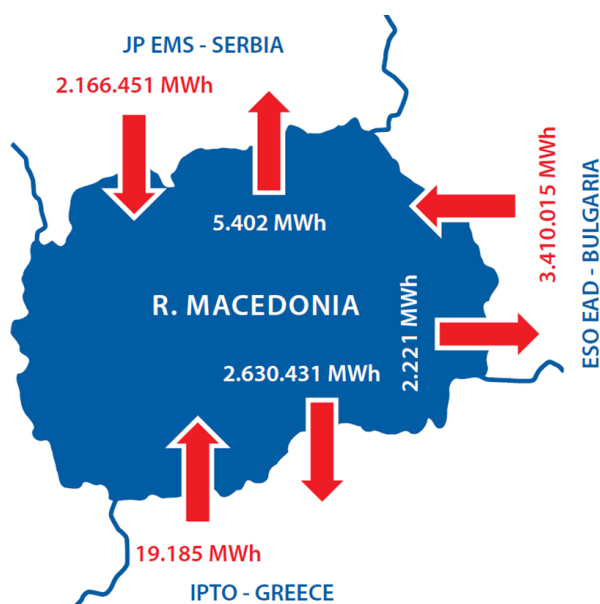 JP EMS - SERBIA
2.166.451 MWh
5.402 MWh
3.410.015 MWh
ESO EAD - BULGARIA
R. MACEDONIA
2.221 MWh
2.630.431 MWh
19.185 MWh
IPTO - GREECE